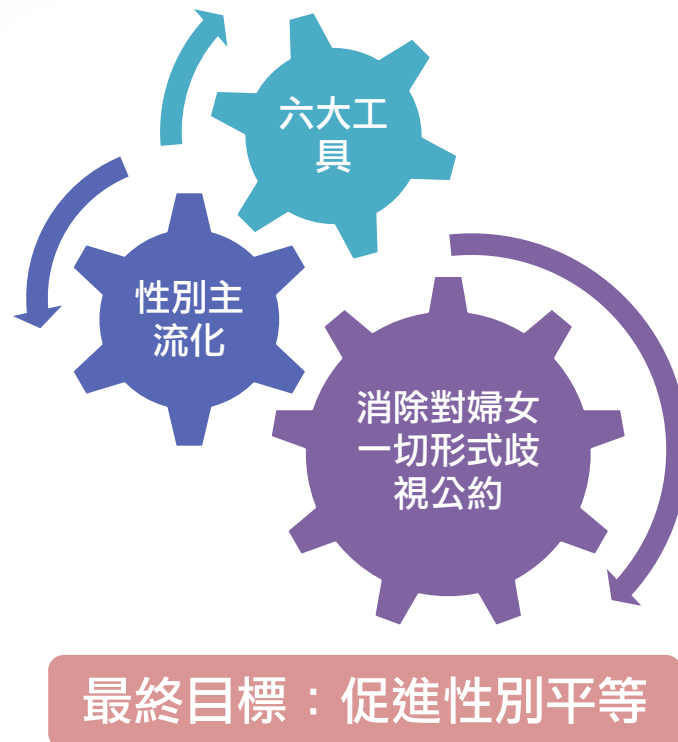 六大工
具
性別主
流化
消除對婦女
一切形式歧
視公約
最終目標：促進性別平等